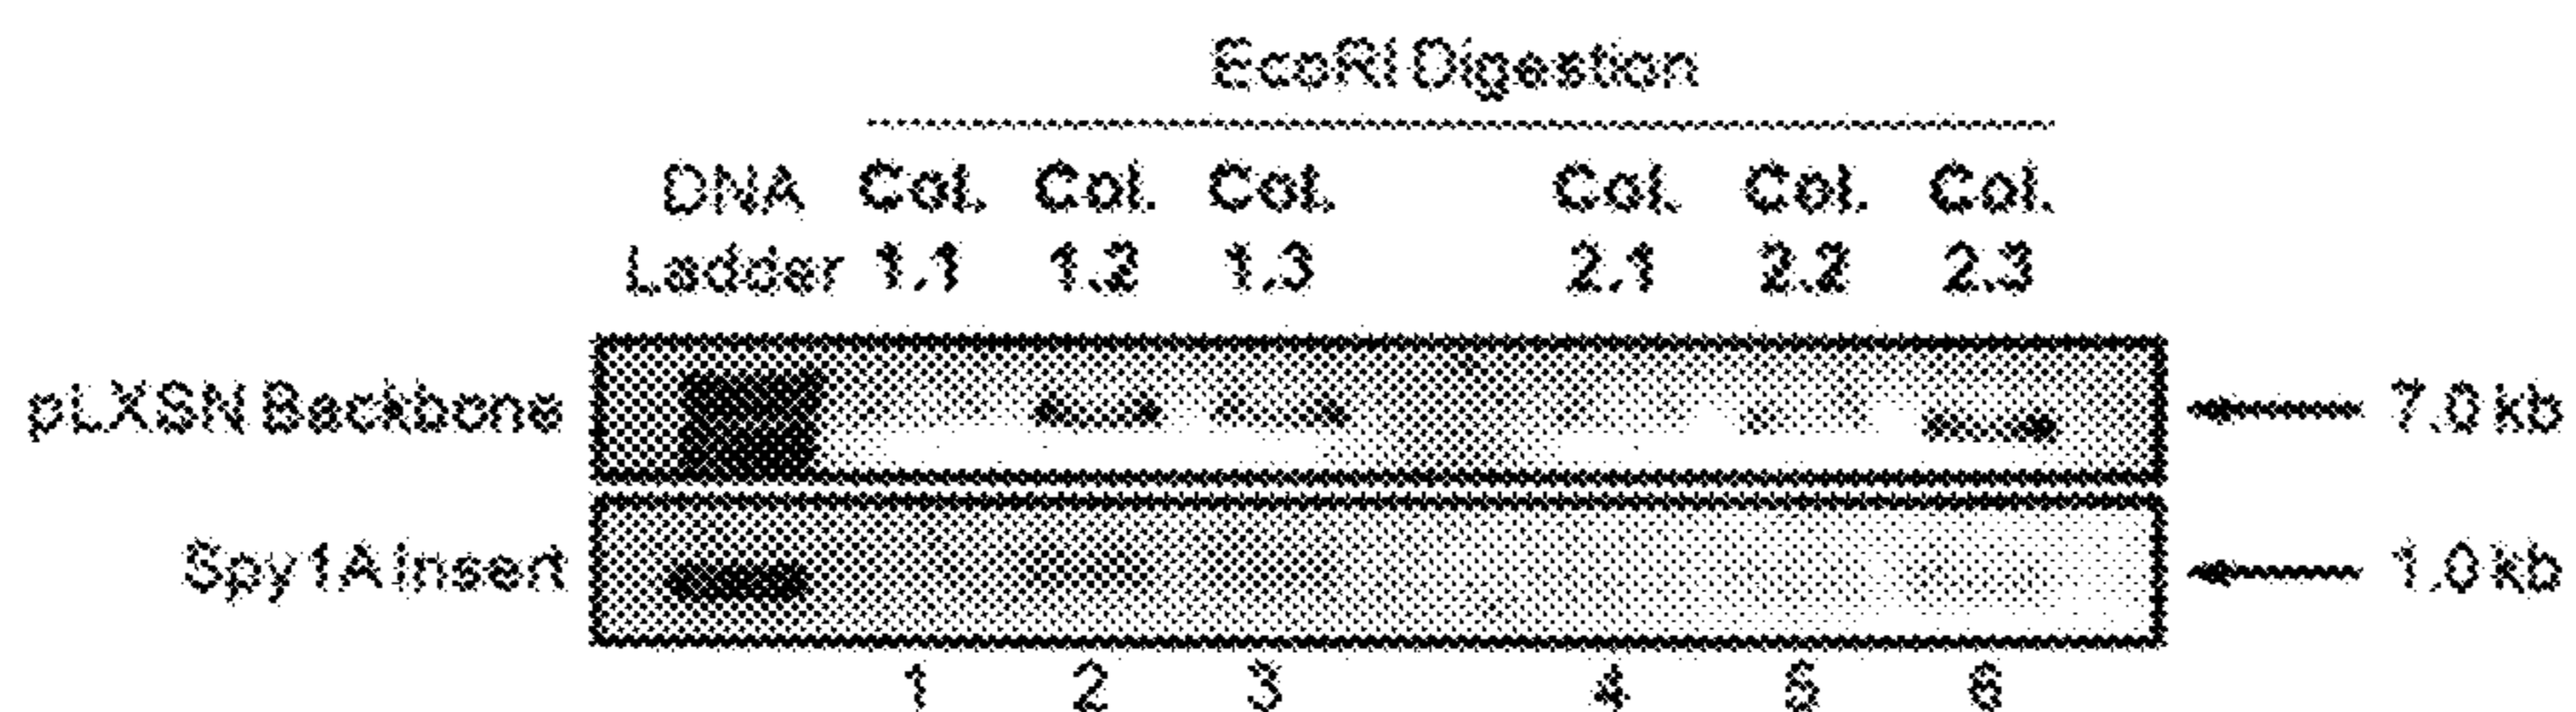 EcoRI Digestion
DNA Col. Col. Col. Col. Col. Col.
Ladder 1.1 1.2 1.3 2.1 2.2 2.3
pLXSN Backbone 7.0 kb
Spy1A Insert 1.0 kb
1 2 3 4 5 6